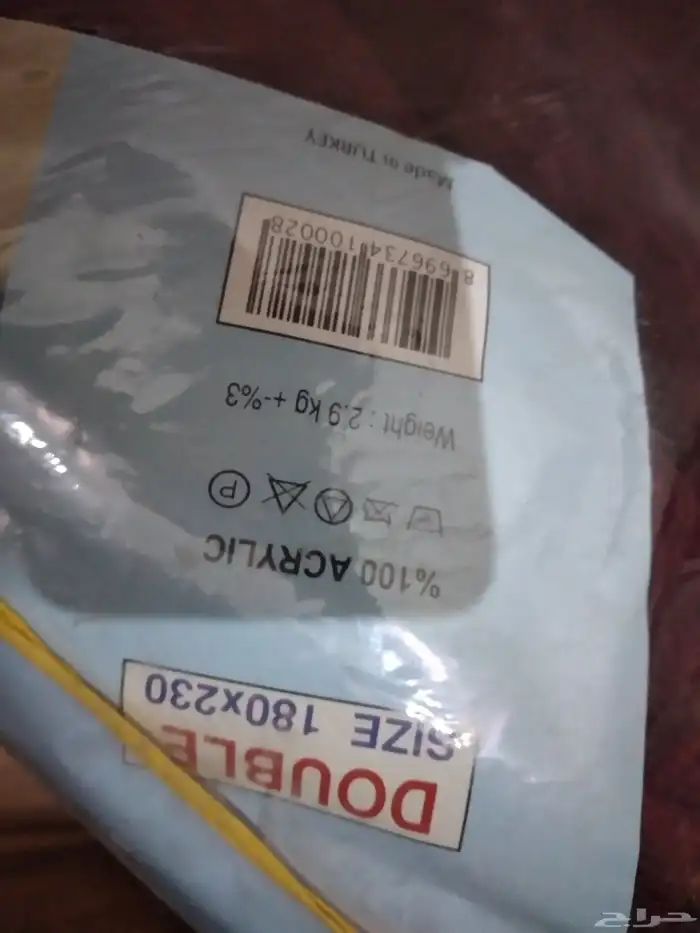 DOUBLE
SIZE 180x230
%100 ACRYLIC
P
Weight : 2.9 kg +-%3
8 696734 100028
Made in TURKEY
حراج